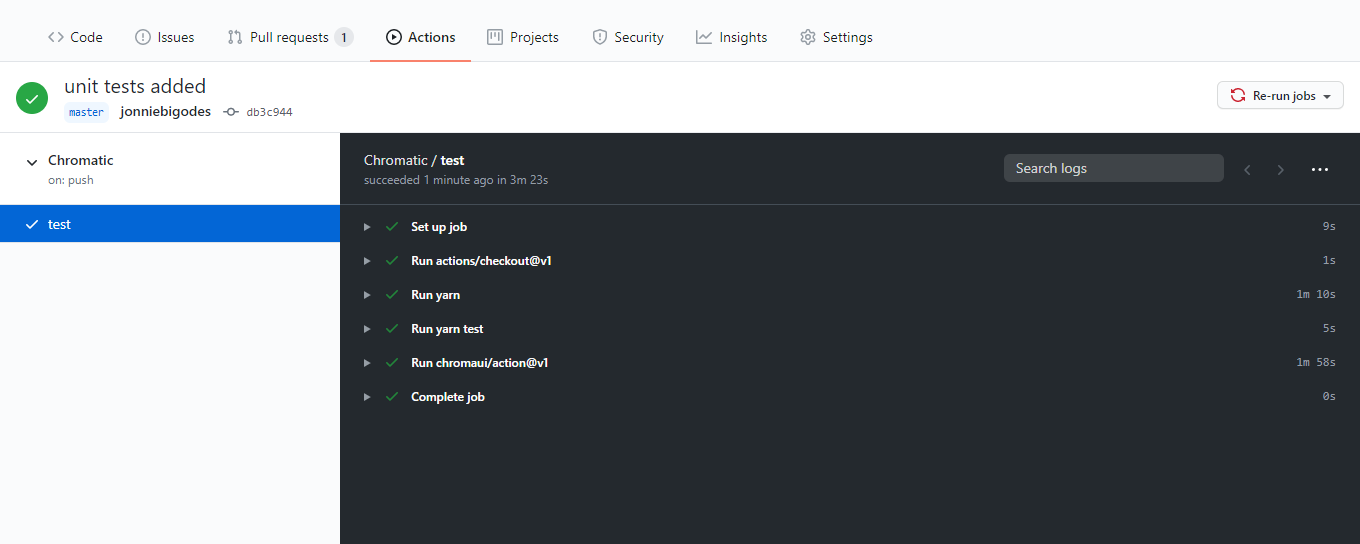 Code Issues Pull requests 1 Actions Projects Security Insights Settings
unit tests added
master jonniebigodes db3c944
Re-run jobs
Chromatic
on: push
test
Chromatic / test
succeeded 1 minute ago in 3m 23s
Search logs
Set up job 9s
Run actions/checkout@v1 1s
Run yarn 1m 10s
Run yarn test 5s
Run chromaui/action@v1 1m 58s
Complete job 0s